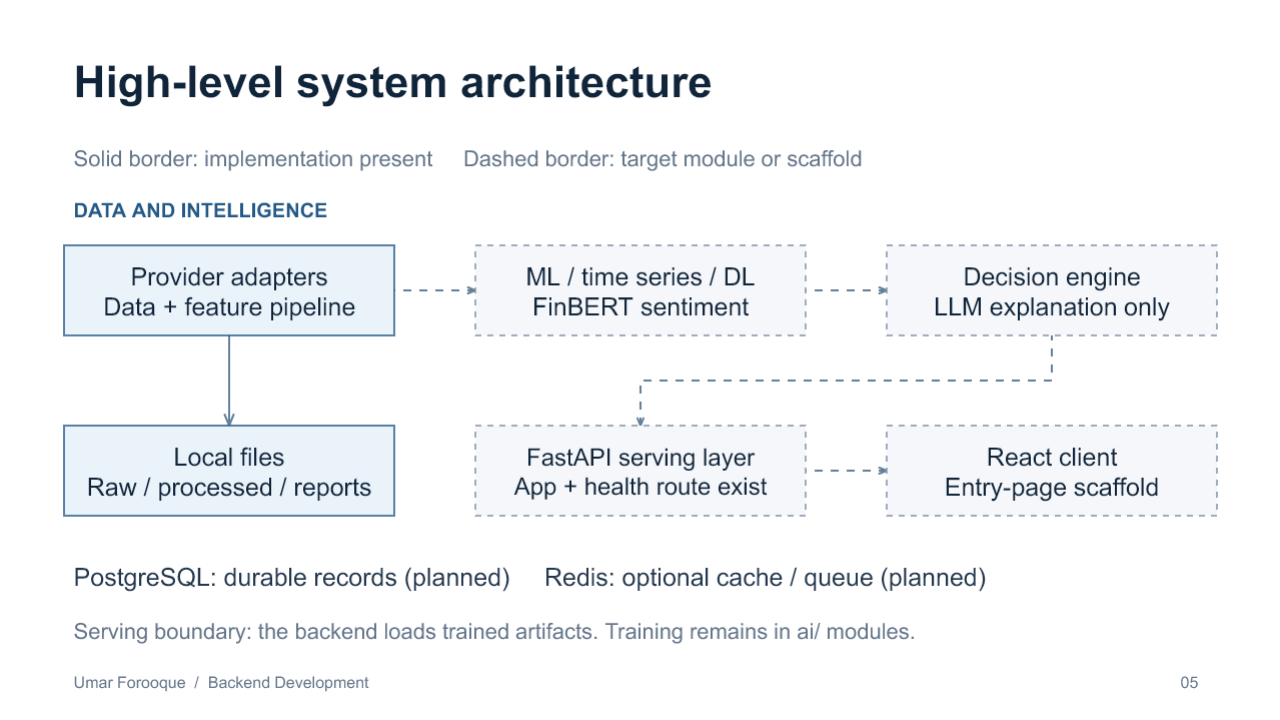 High-level system architecture
Solid border: implementation present    Dashed border: target module or scaffold
DATA AND INTELLIGENCE
Provider adapters
Data + feature pipeline
ML / time series / DL
FinBERT sentiment
Decision engine
LLM explanation only
Local files
Raw / processed / reports
FastAPI serving layer
App + health route exist
React client
Entry-page scaffold
PostgreSQL: durable records (planned)    Redis: optional cache / queue (planned)
Serving boundary: the backend loads trained artifacts. Training remains in ai/ modules.
Umar Forooque / Backend Development
05